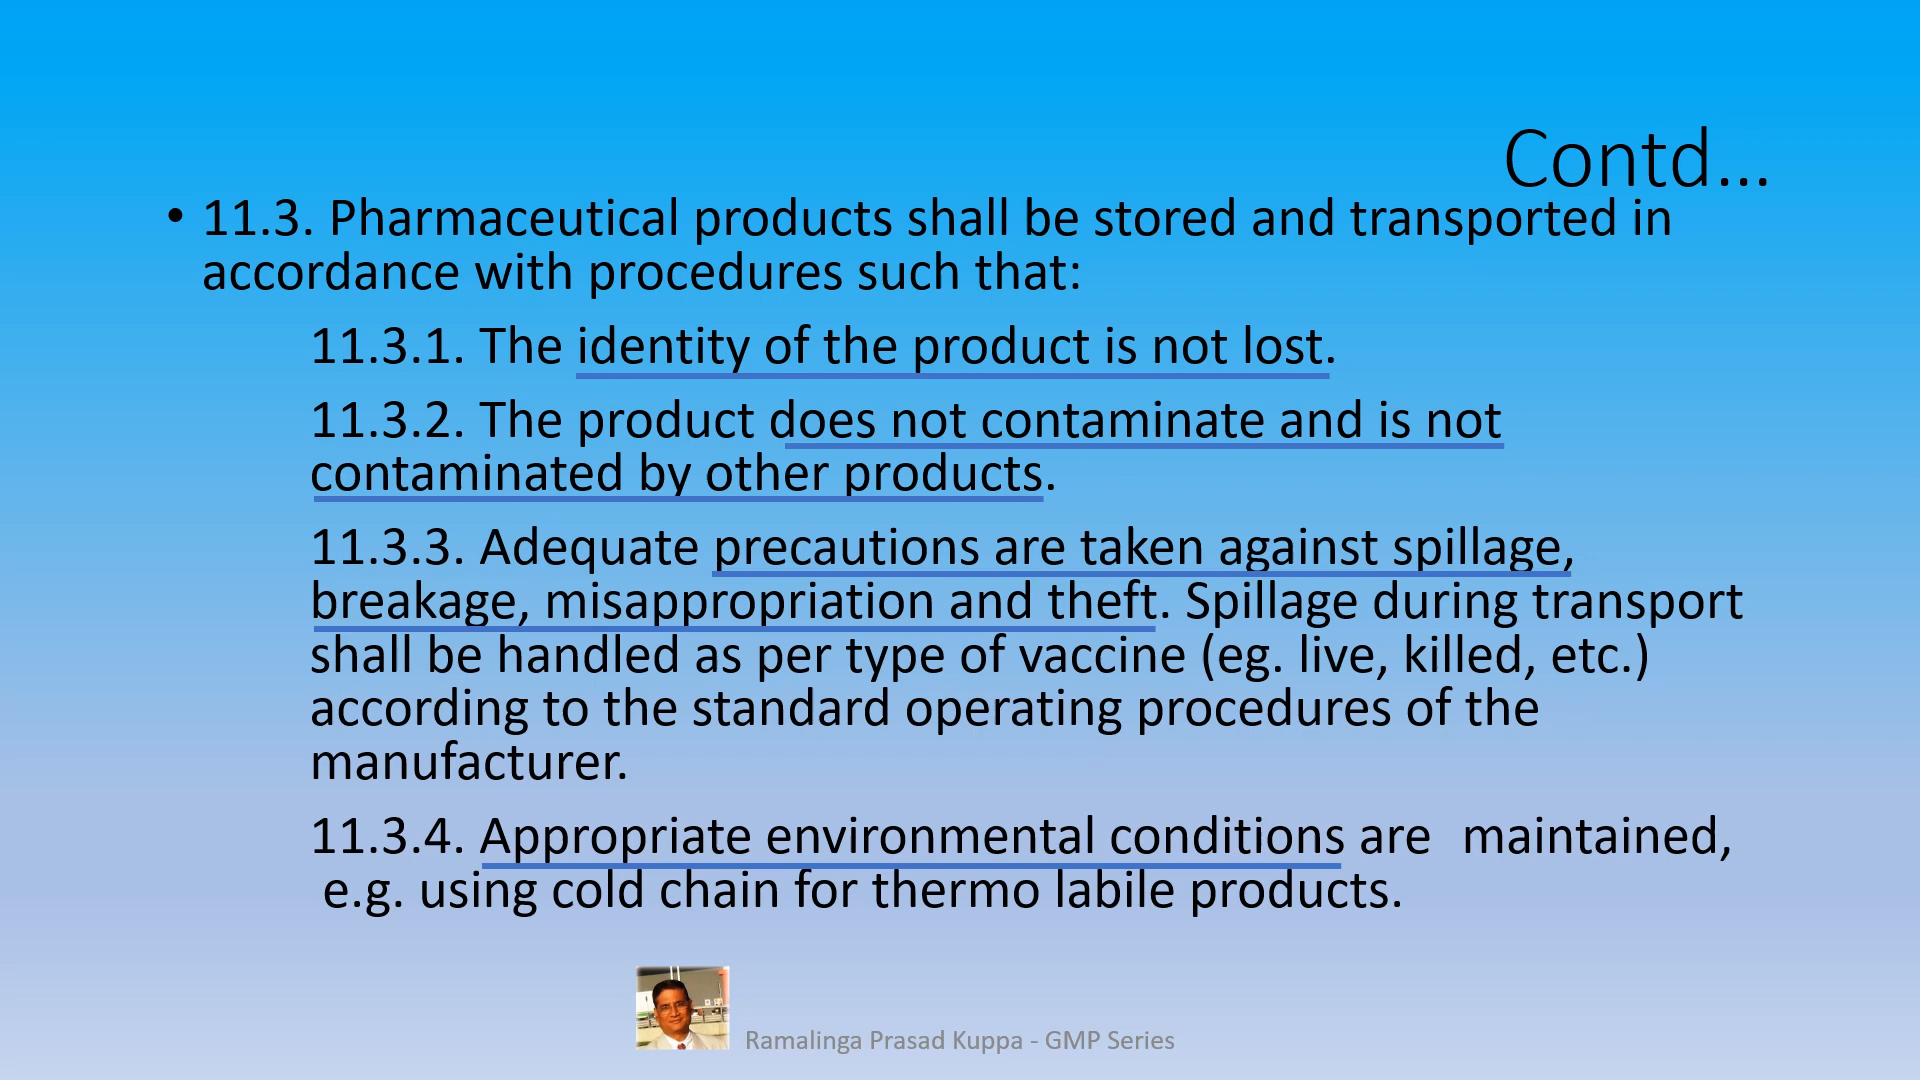 Contd...
• 11.3. Pharmaceutical products shall be stored and transported in
accordance with procedures such that:
11.3.1. The identity of the product is not lost.
11.3.2. The product does not contaminate and is not
contaminated by other products.
11.3.3. Adequate precautions are taken against spillage,
breakage, misappropriation and theft. Spillage during transport
shall be handled as per type of vaccine (eg. live, killed, etc.)
according to the standard operating procedures of the
manufacturer.
11.3.4. Appropriate environmental conditions are maintained,
e.g. using cold chain for thermo labile products.
Ramalinga Prasad Kuppa - GMP Series